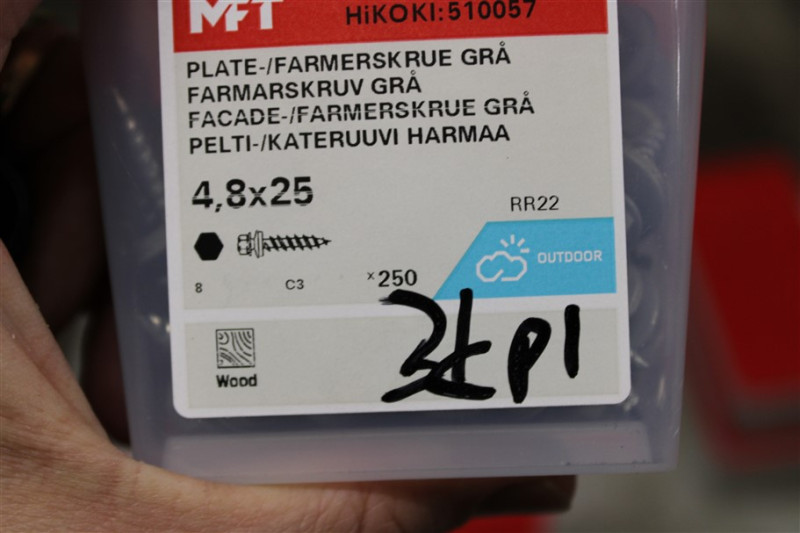 MFT
HiKOKI:510057
PLATE-/FARMERSKRUE GRÅ
FARMARSKRUV GRÅ
FACADE-/FARMERSKRUE GRÅ
PELTI-/KATERUUVI HARMAA
4,8x25
RR22
OUTDOOR
8 C3 x250
Wood